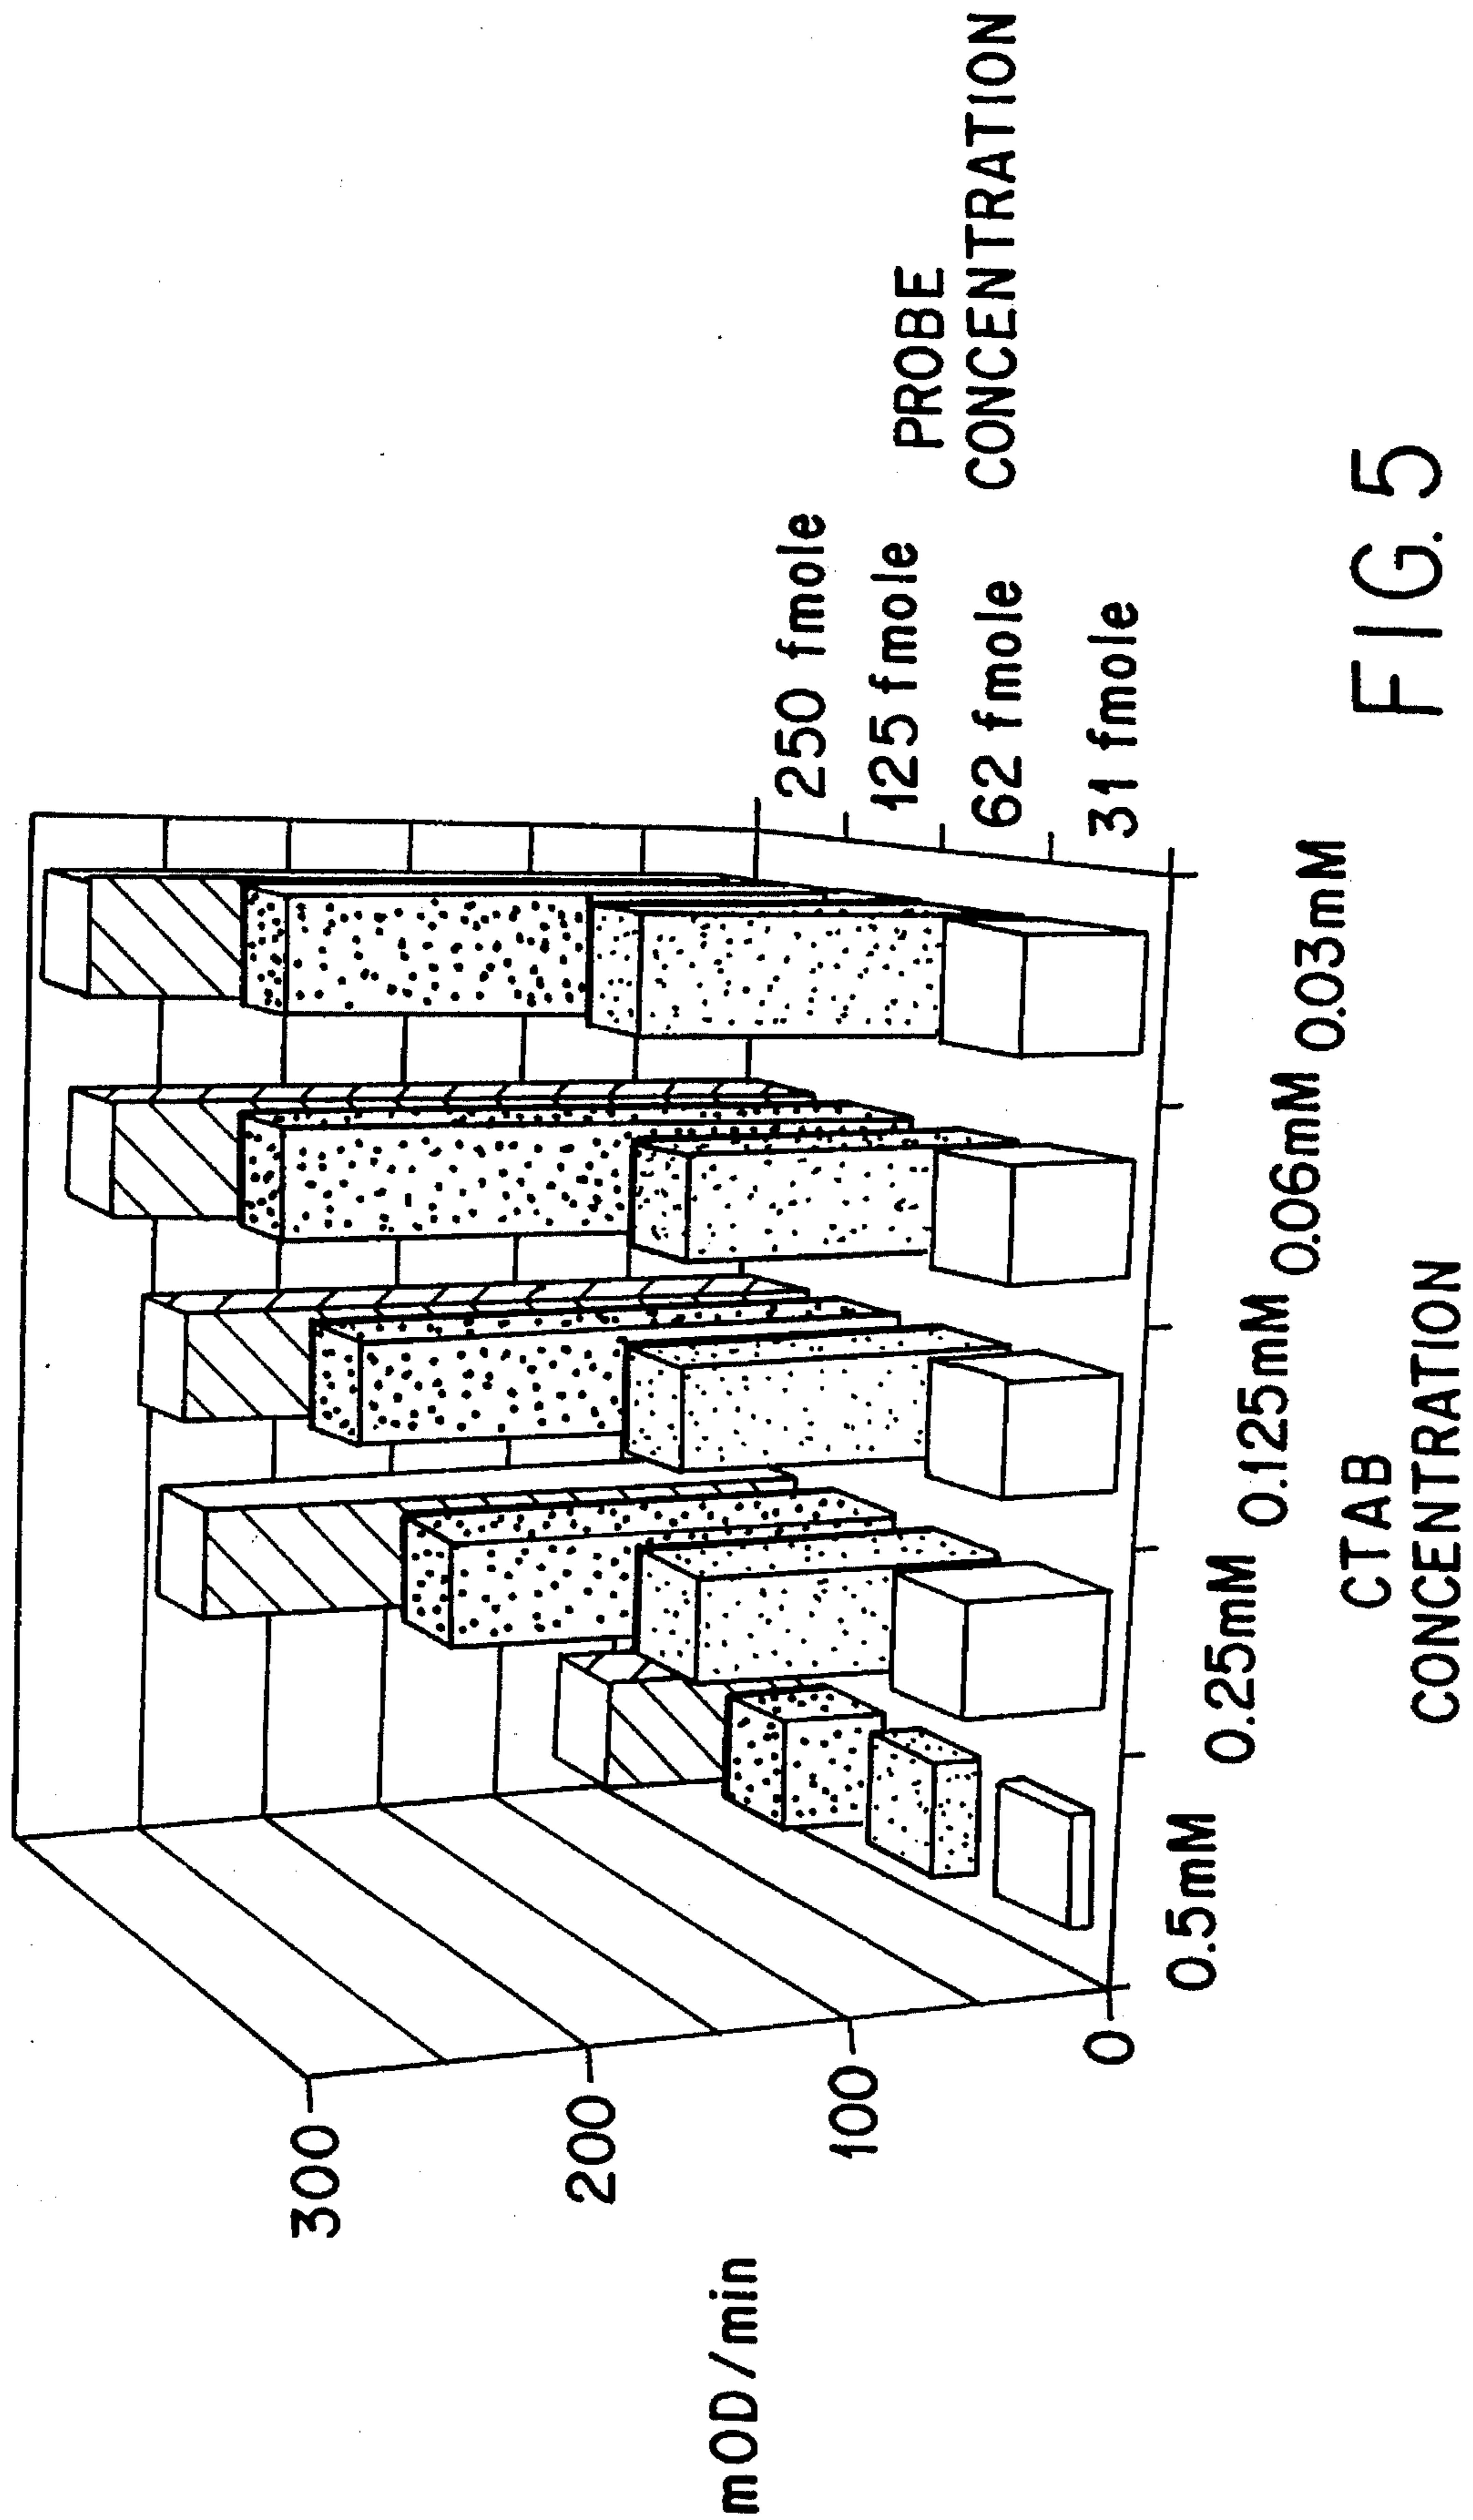 mOD/min
300
200
100
0
0.5mM
0.25mM
0.125mM
0.06mM
0.03mM
CTAB
CONCENTRATION
250 fmole
125 fmole
62 fmole
31 fmole
PROBE
CONCENTRATION
FIG. 5